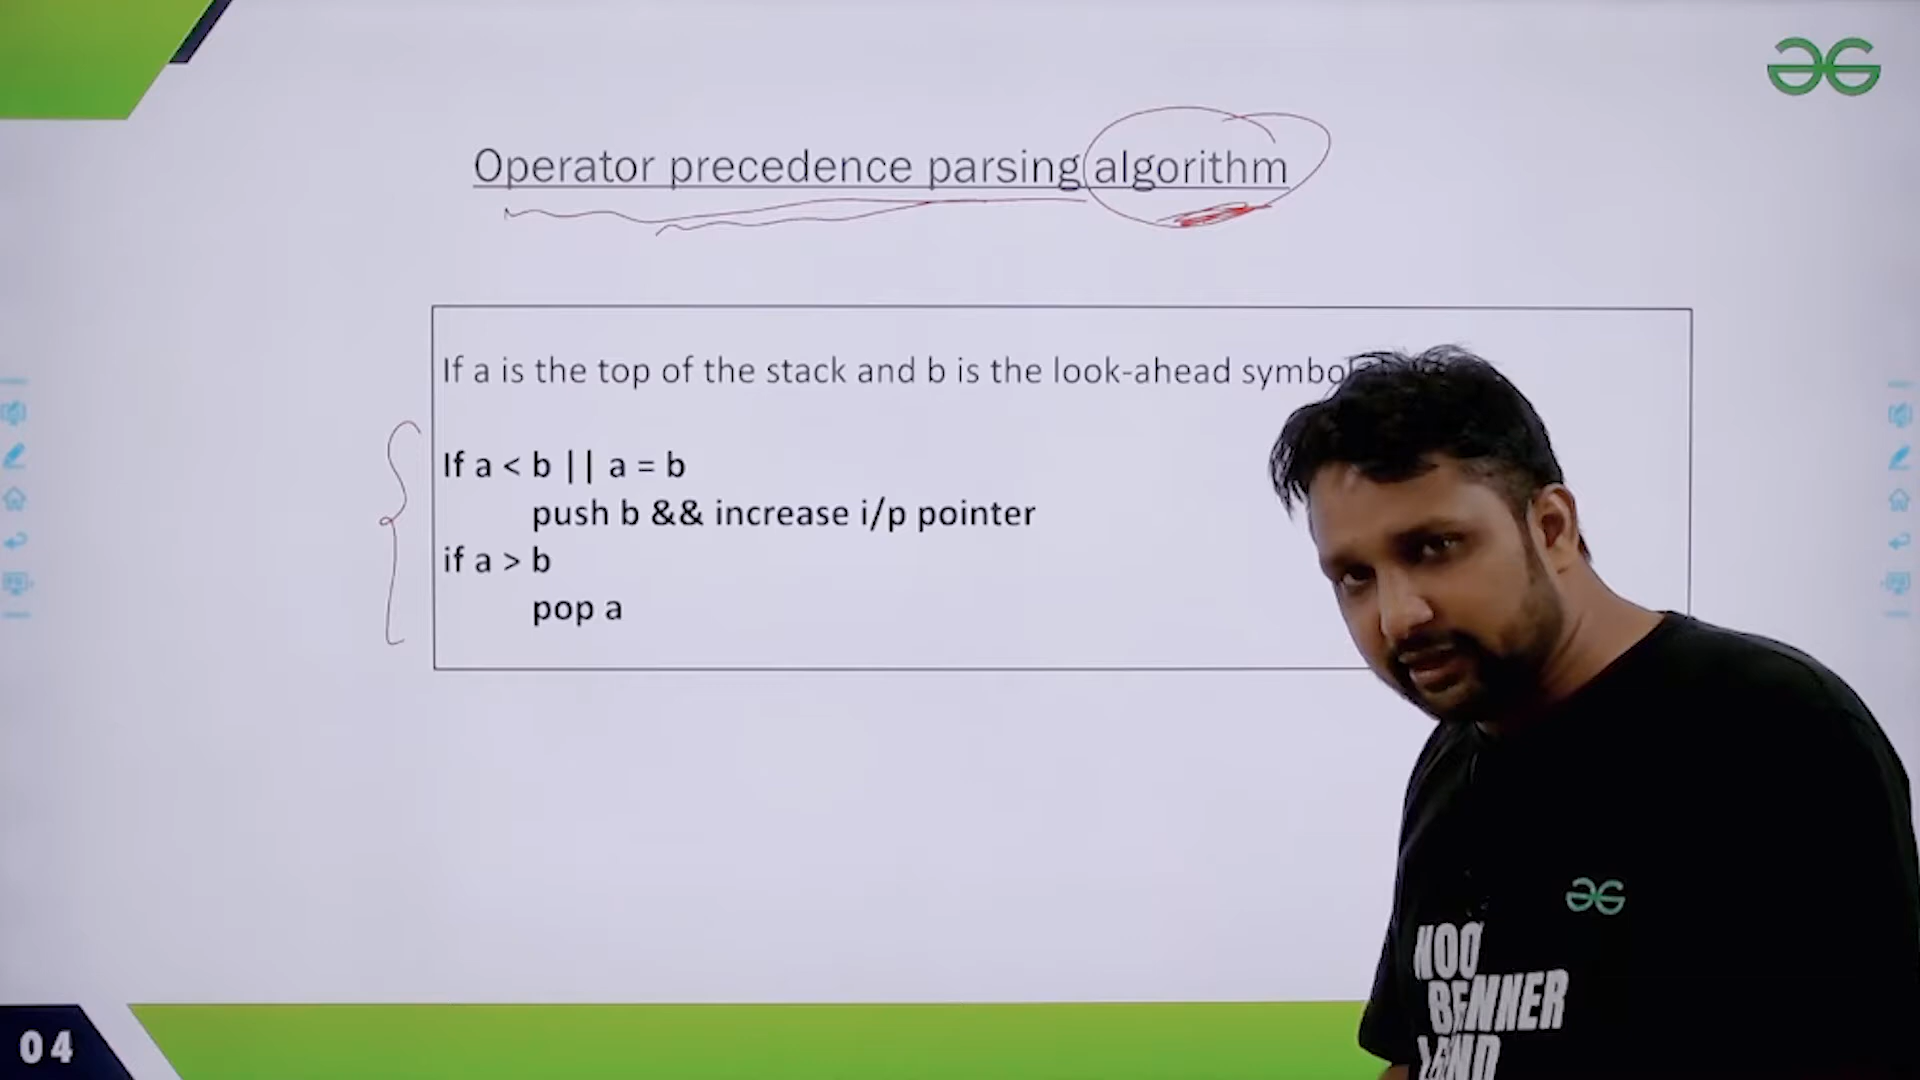 Operator precedence parsing algorithm
If a is the top of the stack and b is the look-ahead symbol
If a < b || a = b
push b && increase i/p pointer
if a > b
pop a
04